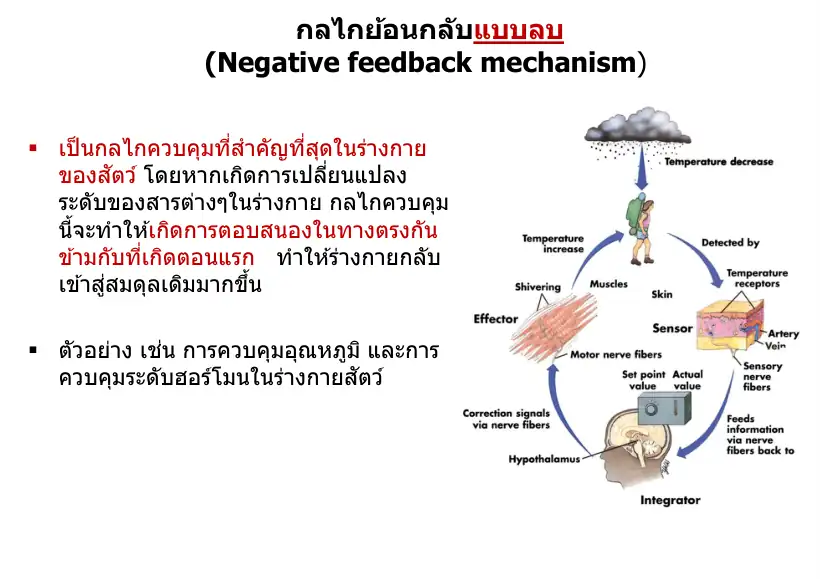 กลไกย้อนกลับแบบลบ
(Negative feedback mechanism)
เป็นกลไกควบคุมที่สำคัญที่สุดในร่างกาย
ของสัตว์ โดยหากเกิดการเปลี่ยนแปลง
ระดับของสารต่างๆในร่างกาย กลไกควบคุม
นี้จะทำให้เกิดการตอบสนองในทางตรงกัน
ข้ามกับที่เกิดตอนแรก ทำให้ร่างกายกลับ
เข้าสู่สมดุลเดิมมากขึ้น
ตัวอย่าง เช่น การควบคุมอุณหภูมิ และการ
ควบคุมระดับฮอร์โมนในร่างกายสัตว์
Temperature decrease
Temperature
increase
Detected by
Shivering
Muscles
Skin
Temperature
receptors
Effector
Sensor
Artery
Vein
Motor nerve fibers
Sensory
nerve
fibers
Set point
value
Actual
value
Correction signals
via nerve fibers
Feeds
information
via nerve
fibers back to
Hypothalamus
Integrator